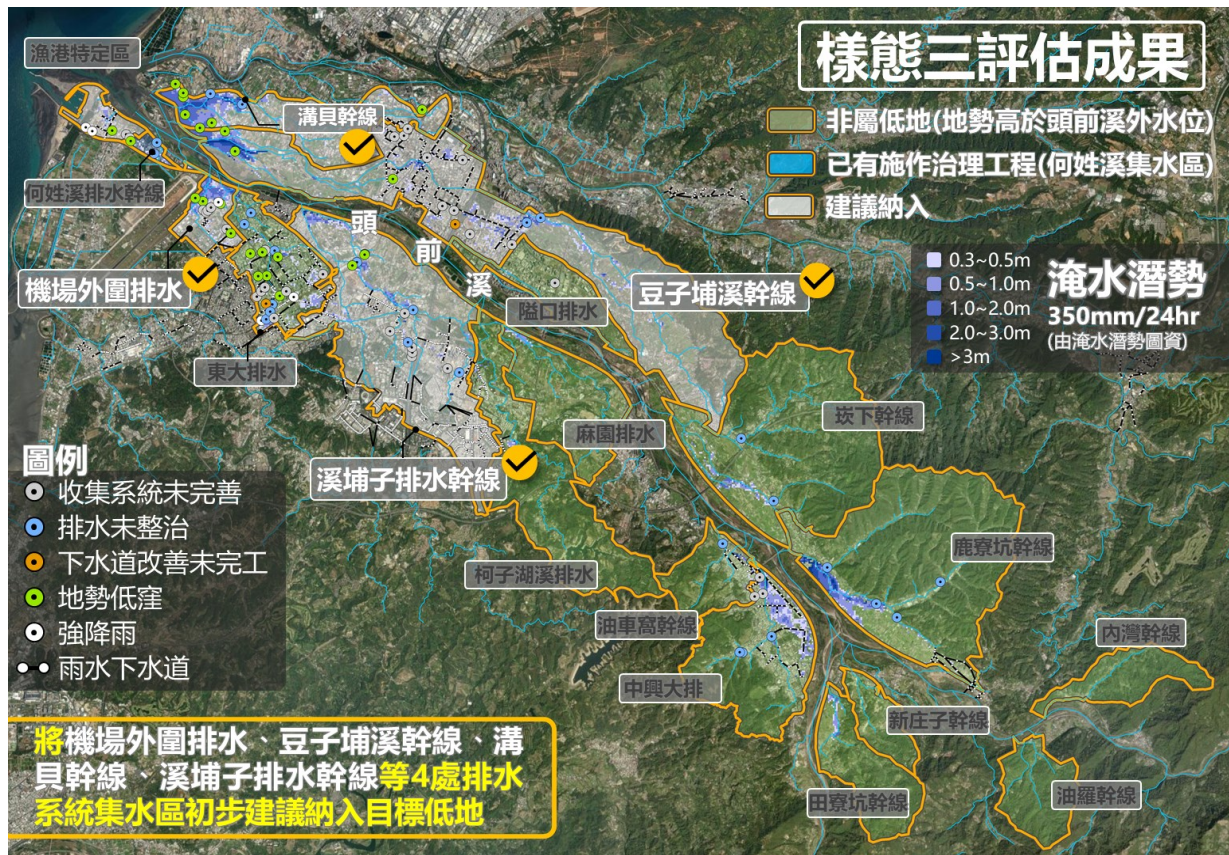 樣態三評估成果
漁港特定區
溝貝幹線
非屬低地(地勢高於頭前溪外水位)
已有施作治理工程(何姓溪集水區)
建議納入
何姓溪排水幹線
頭前溪
0.3~0.5m
0.5~1.0m
1.0~2.0m
2.0~3.0m
>3m
淹水潛勢
350mm/24hr
(由淹水潛勢圖資)
機場外圍排水
豆子埔溪幹線
隘口排水
東大排水
崁下幹線
麻園排水
溪埔子排水幹線
圖例
收集系統未完善
排水未整治
下水道改善未完工
地勢低窪
強降雨
雨水下水道
鹿寮坑幹線
柯子湖溪排水
油車窩幹線
內灣幹線
中興大排
新庄子幹線
田寮坑幹線
油羅幹線
將機場外圍排水、豆子埔溪幹線、溝
貝幹線、溪埔子排水幹線等4處排水
系統集水區初步建議納入目標低地